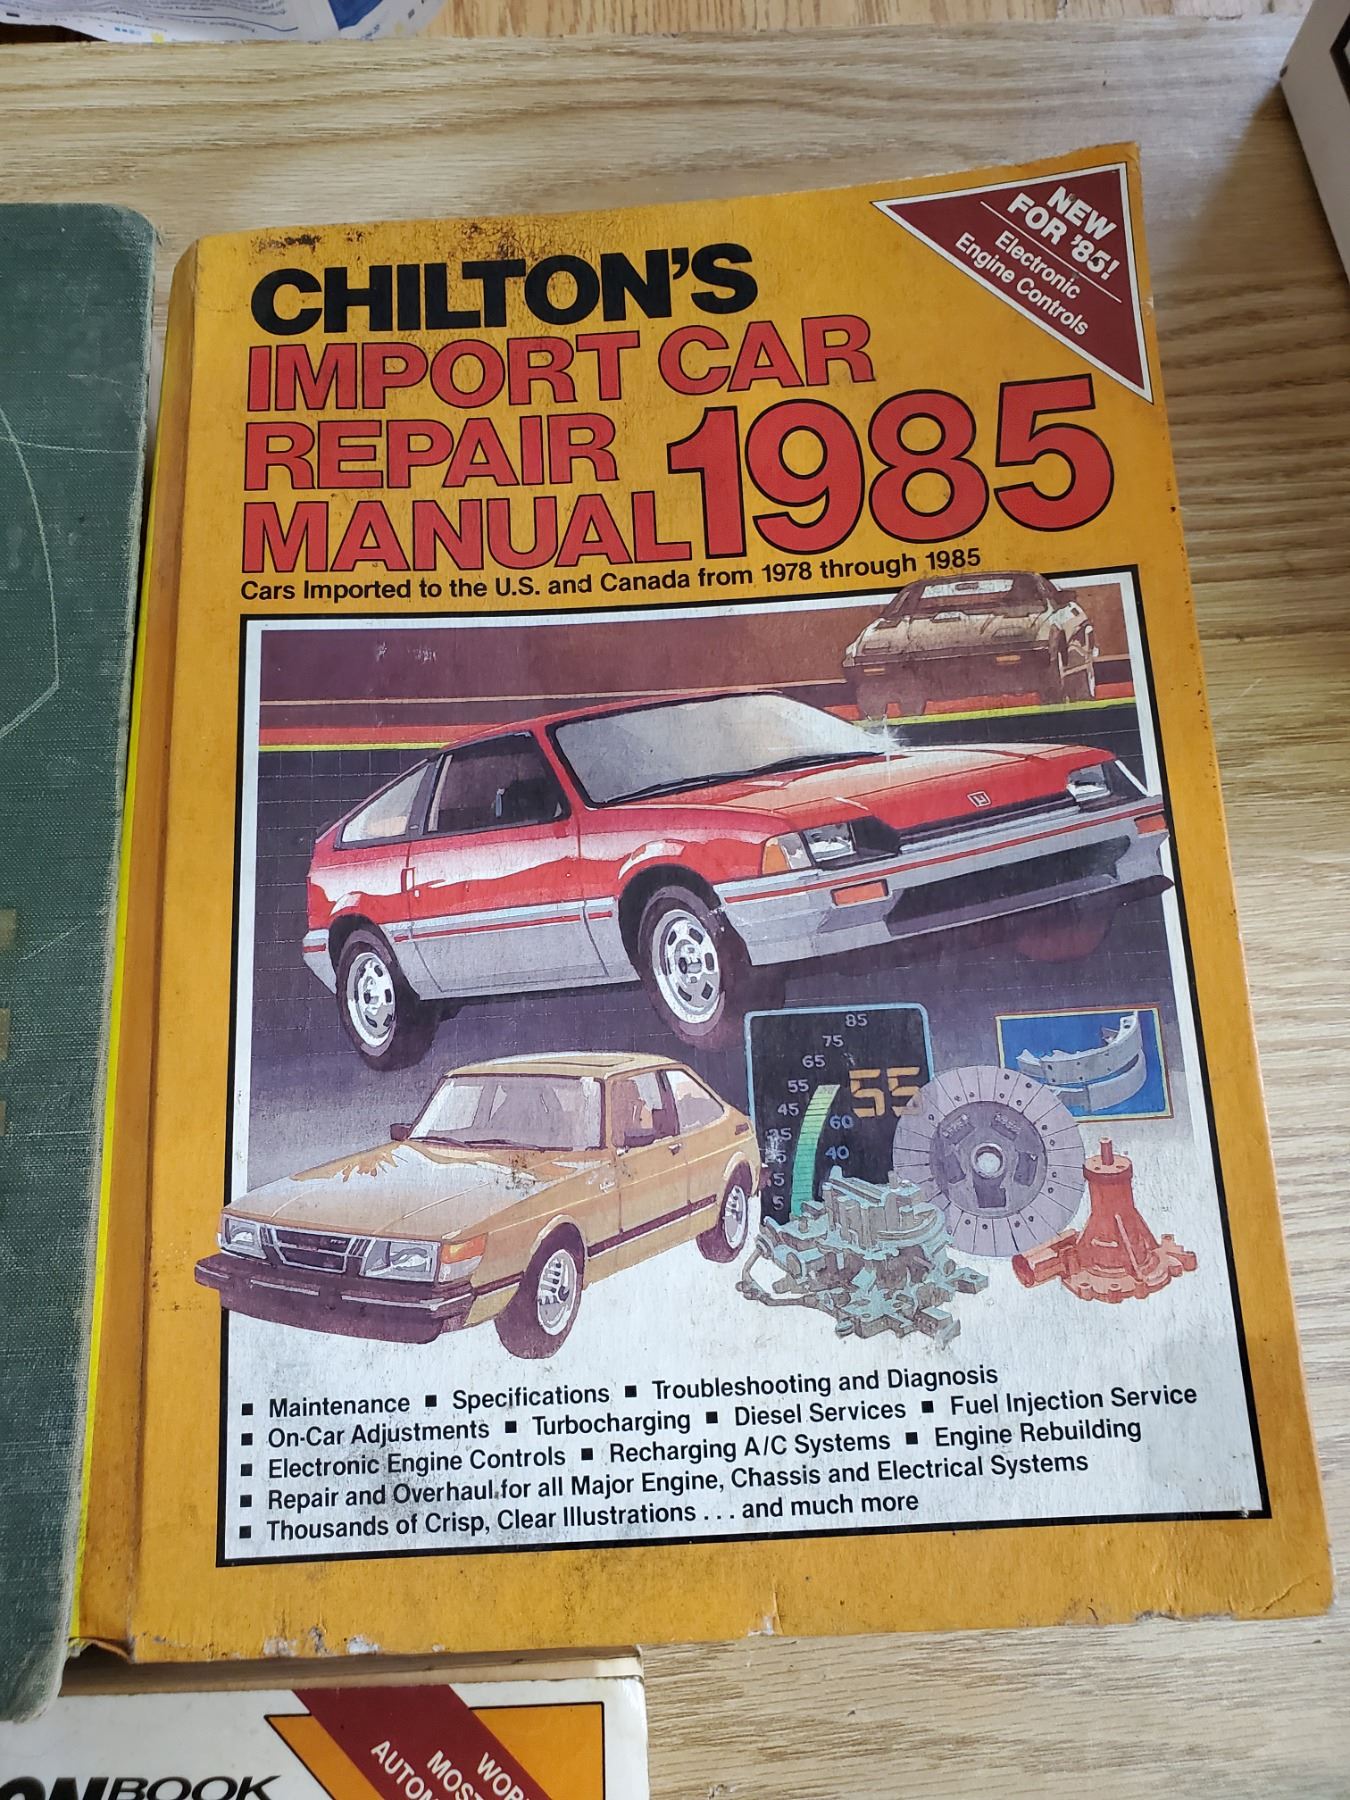 CHILTON'S
IMPORT CAR
REPAIR
MANUAL 1985
NEW
FOR '85!
Electronic
Engine Controls
Cars Imported to the U.S. and Canada from 1978 through 1985
85
75
65
55
55
45
60
35
40
5
5
■ Maintenance ■ Specifications ■ Troubleshooting and Diagnosis
■ On-Car Adjustments ■ Turbocharging ■ Diesel Services ■ Fuel Injection Service
■ Electronic Engine Controls ■ Recharging A/C Systems ■ Engine Rebuilding
■ Repair and Overhaul for all Major Engine, Chassis and Electrical Systems
■ Thousands of Crisp, Clear Illustrations . . . and much more
BOOK